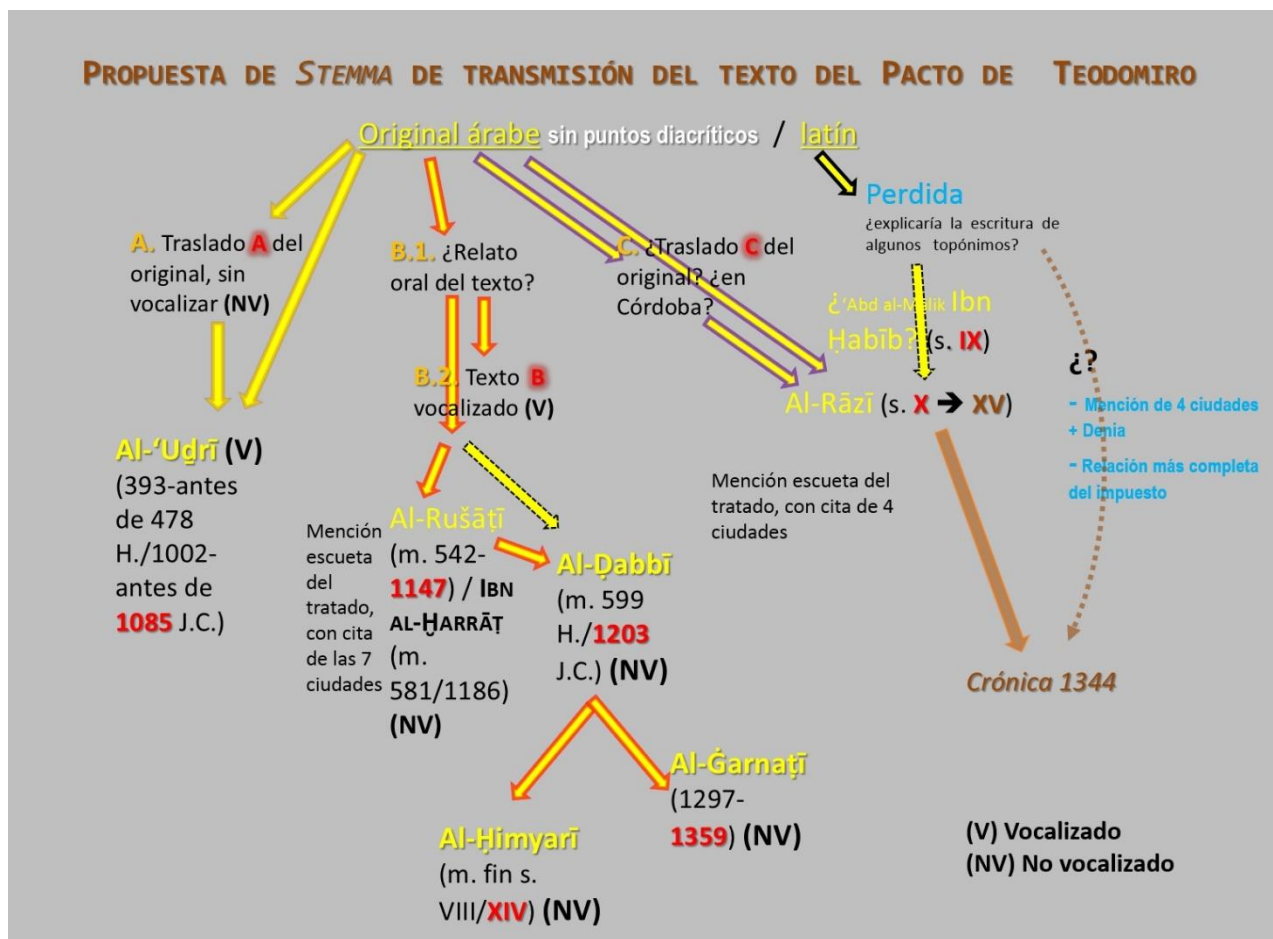 PROPUESTA DE STEMMA DE TRANSMISIÓN DEL TEXTO DEL PACTO DE TEODOMIRO
Original árabe sin puntos diacríticos / latín
Perdida
¿explicaría la escritura de
algunos topónimos?
A. Traslado A del
original, sin
vocalizar (NV)
B.1. ¿Relato
oral del texto?
C. ¿Traslado C del
original? ¿en
Córdoba?
¿ʻAbd al-Málik Ibn
Ḥabīb? (s. IX)
B.2. Texto B
vocalizado (V)
Al-Rāzī (s. X ➔ XV)
¿?
- Mención de 4 ciudades
+ Denia
- Relación más completa
del impuesto
Al-ʻUḏrī (V)
(393-antes
de 478
H./1002-
antes de
1085 J.C.)
Mención
escueta
del
tratado,
con cita
de las 7
ciudades
Al-Rušāṭī
(m. 542-
1147) / IBN
AL-ḪARRĀṬ
(m.
581/1186)
(NV)
Al-Ḍabbī
(m. 599
H./1203
J.C.) (NV)
Mención escueta del
tratado, con cita de 4
ciudades
Crónica 1344
Al-Ġarnaṭī
(1297-
1359) (NV)
Al-Ḥimyarī
(m. fin s.
VIII/XIV) (NV)
(V) Vocalizado
(NV) No vocalizado